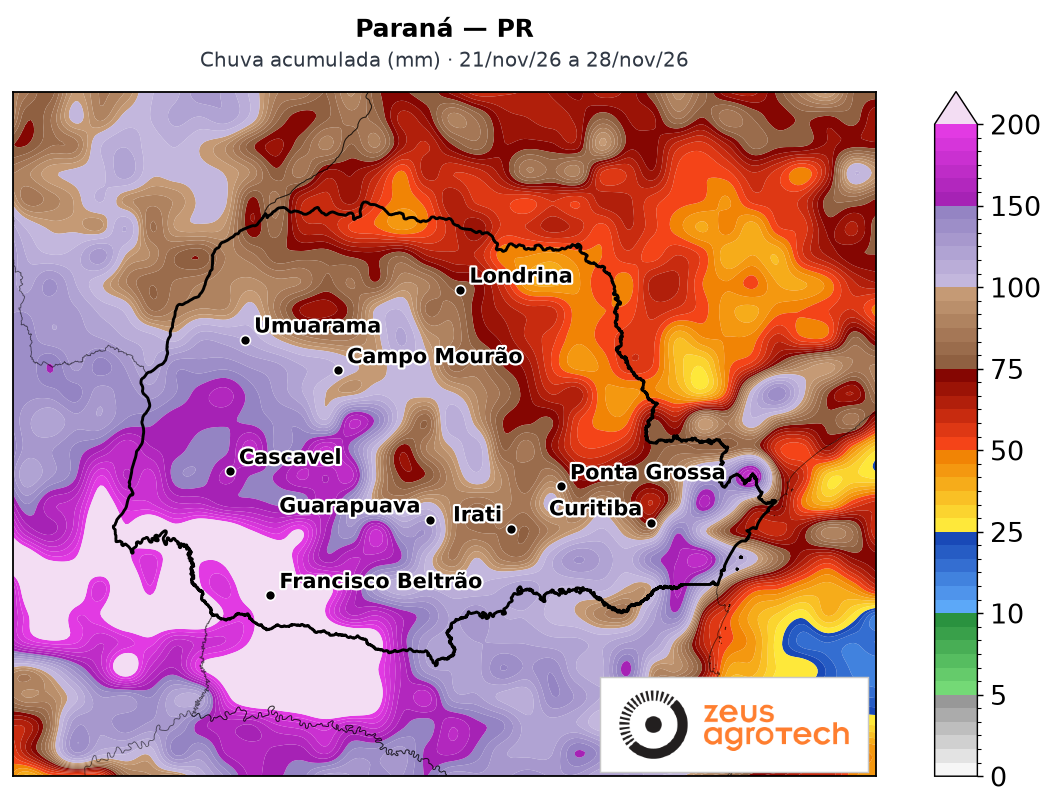 Paraná — PR
Chuva acumulada (mm) · 21/nov/26 a 28/nov/26
Londrina
Umuarama
Campo Mourão
Cascavel
Ponta Grossa
Guarapuava
Irati
Curitiba
Francisco Beltrão
zeus
agrotech
200
150
100
75
50
25
10
5
0